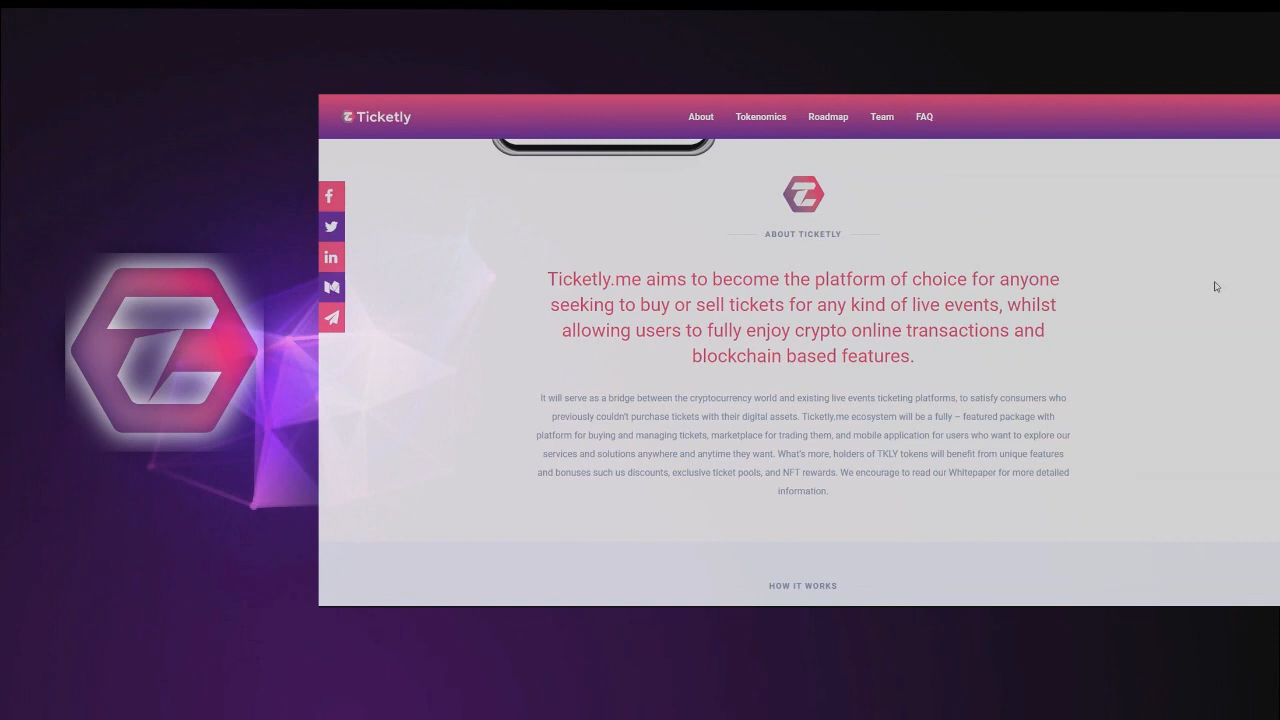 Ticketly
About Tokenomics Roadmap Team FAQ
ABOUT TICKETLY
Ticketly.me aims to become the platform of choice for anyone
seeking to buy or sell tickets for any kind of live events, whilst
allowing users to fully enjoy crypto online transactions and
blockchain based features.
It will serve as a bridge between the cryptocurrency world and existing live events ticketing platforms, to satisfy consumers who
previously couldn't purchase tickets with their digital assets. Ticketly.me ecosystem will be a fully – featured package with
platform for buying and managing tickets, marketplace for trading them, and mobile application for users who want to explore our
services and solutions anywhere and anytime they want. What's more, holders of TKLY tokens will benefit from unique features
and bonuses such us discounts, exclusive ticket pools, and NFT rewards. We encourage to read our Whitepaper for more detailed
information.
HOW IT WORKS